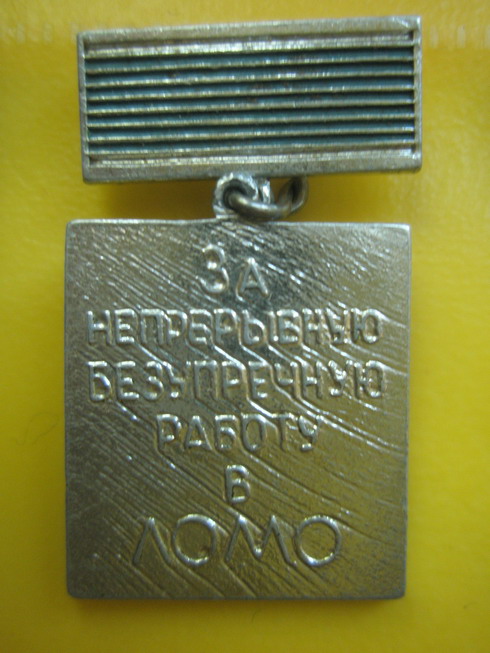 ЗА
НЕПРЕРЫВНУЮ
БЕЗУПРЕЧНУЮ
РАБОТУ
В
ЛОМО